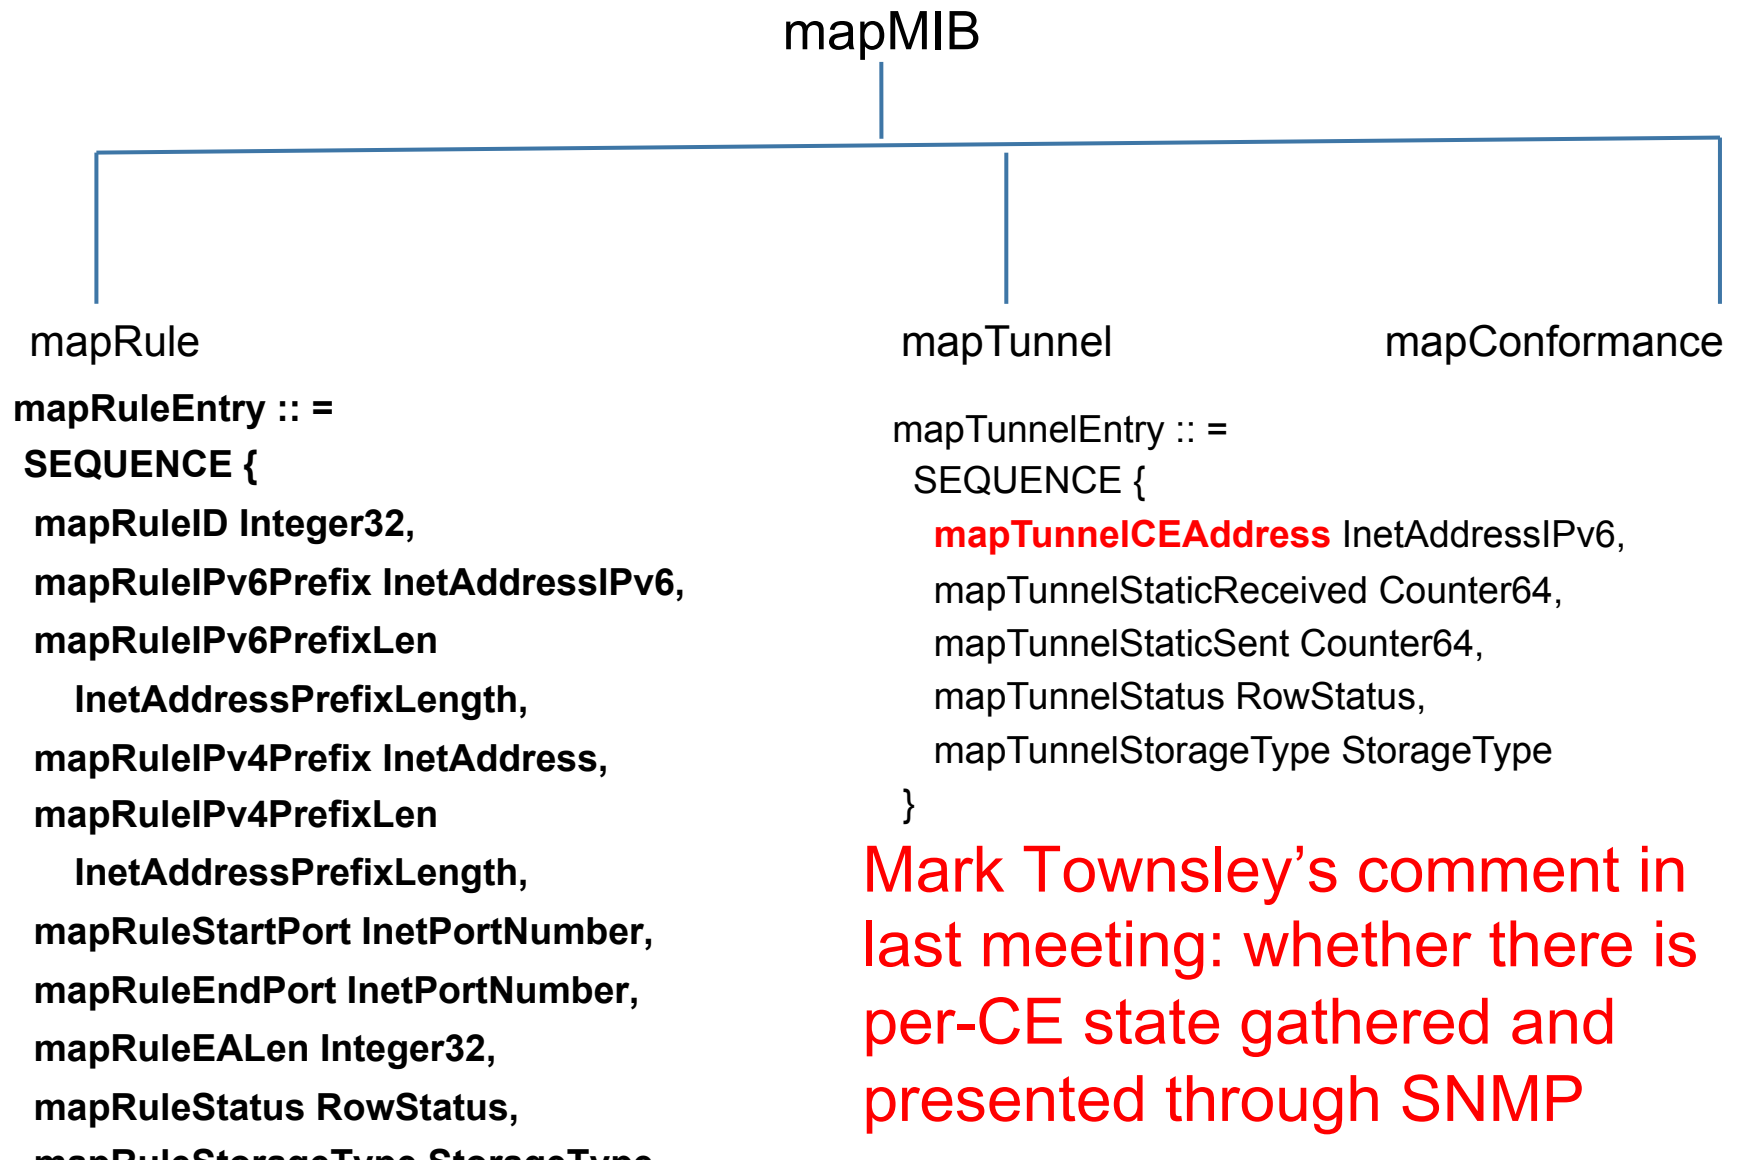 mapMIB
mapRule
mapTunnel
mapConformance
mapRuleEntry :: =
SEQUENCE {
mapRuleID Integer32,
mapRuleIPv6Prefix InetAddressIPv6,
mapRuleIPv6PrefixLen
InetAddressPrefixLength,
mapRuleIPv4Prefix InetAddress,
mapRuleIPv4PrefixLen
InetAddressPrefixLength,
mapRuleStartPort InetPortNumber,
mapRuleEndPort InetPortNumber,
mapRuleEALen Integer32,
mapRuleStatus RowStatus,
mapRuleStorageType StorageType
mapTunnelEntry :: =
SEQUENCE {
mapTunnelCEAddress InetAddressIPv6,
mapTunnelStaticReceived Counter64,
mapTunnelStaticSent Counter64,
mapTunnelStatus RowStatus,
mapTunnelStorageType StorageType
}
Mark Townsley’s comment in
last meeting: whether there is
per-CE state gathered and
presented through SNMP